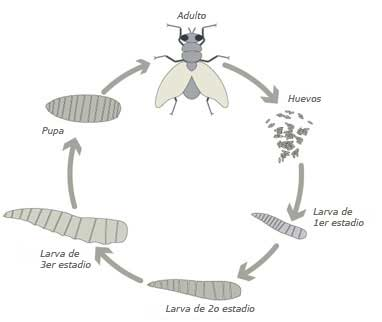 Adulto
Huevos
Larva de
1er estadio
Larva de 2o estadio
Larva de
3er estadio
Pupa